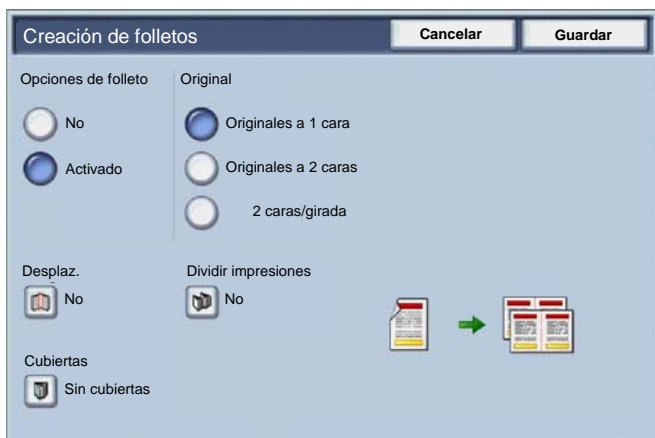 Creación de folletos
Cancelar
Guardar
Opciones de folleto
Original
No
Activado
Originales a 1 cara
Originales a 2 caras
2 caras/girada
Desplaz.
No
Dividir impresiones
No
Cubiertas
Sin cubiertas